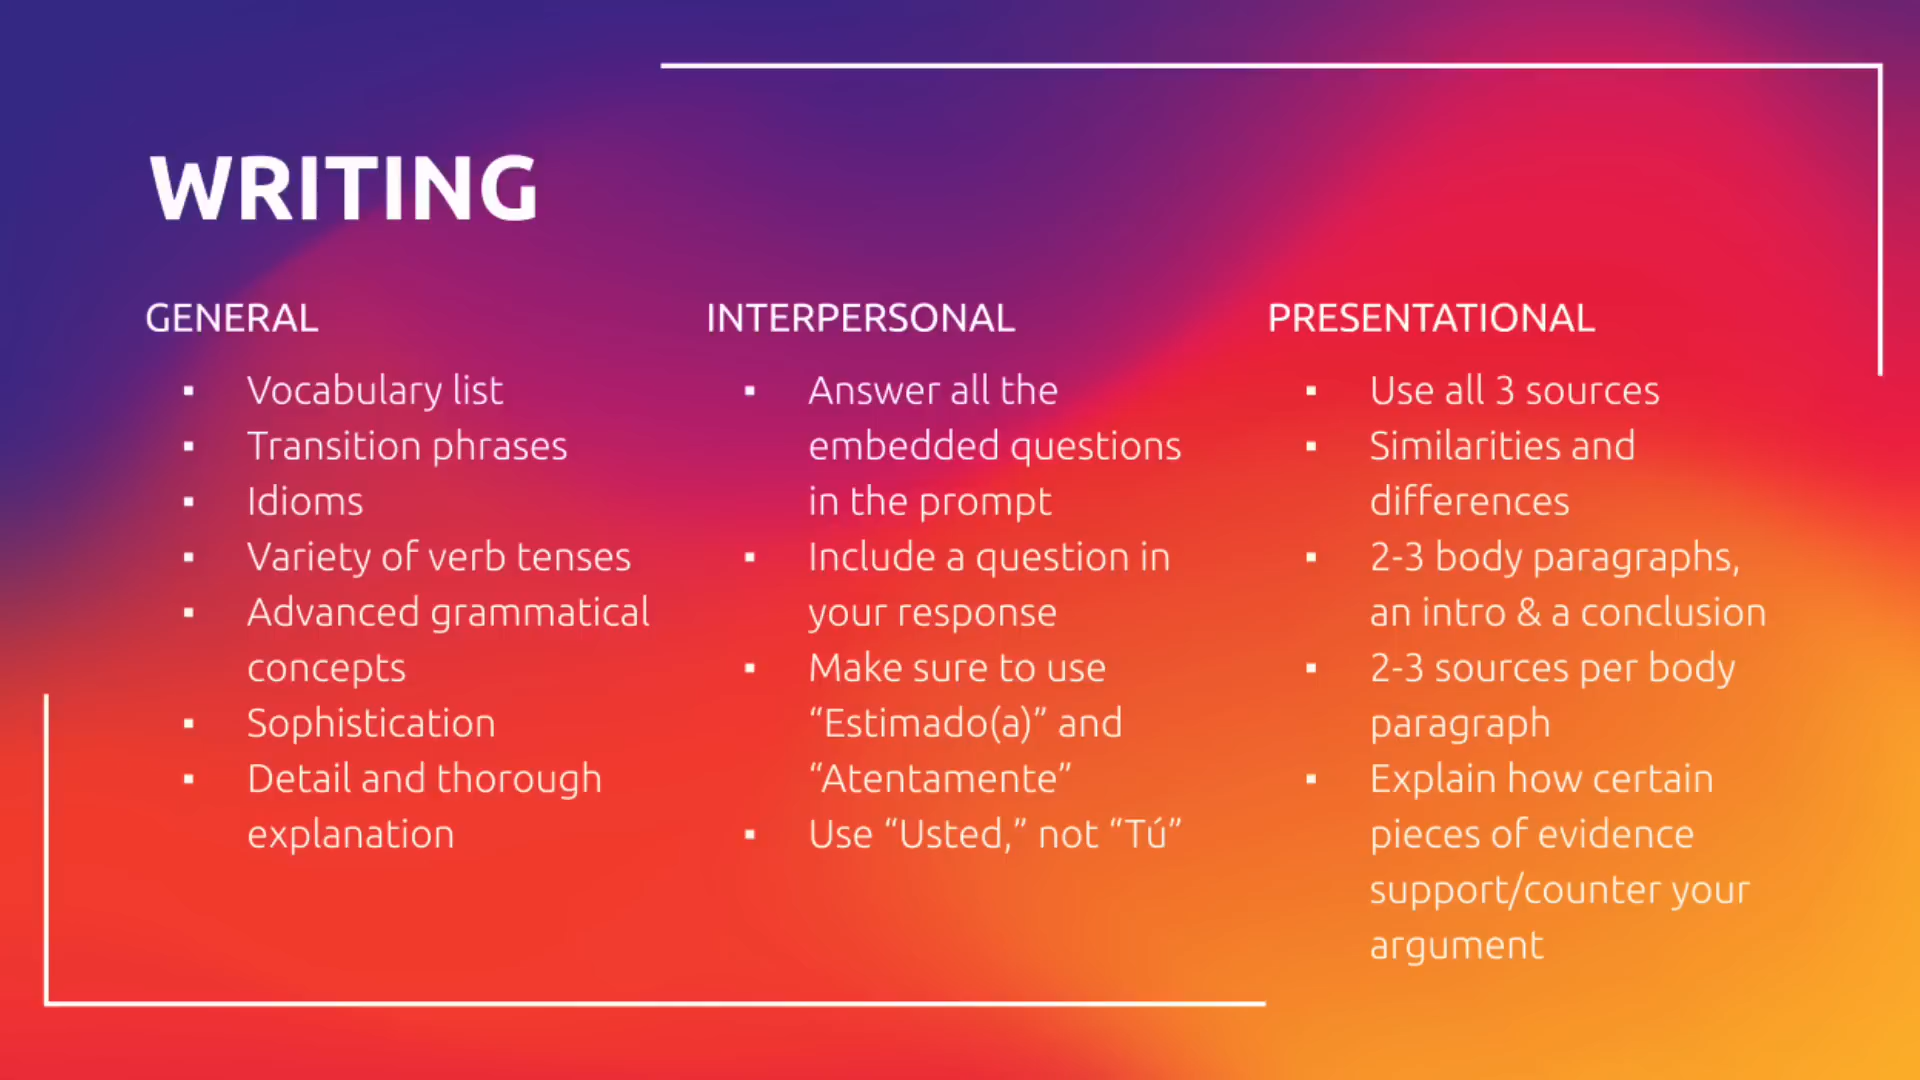 WRITING
GENERAL
▪ Vocabulary list
▪ Transition phrases
▪ Idioms
▪ Variety of verb tenses
▪ Advanced grammatical
concepts
▪ Sophistication
▪ Detail and thorough
explanation
INTERPERSONAL
▪ Answer all the
embedded questions
in the prompt
▪ Include a question in
your response
▪ Make sure to use
“Estimado(a)” and
“Atentamente”
▪ Use “Usted,” not “Tú”
PRESENTATIONAL
▪ Use all 3 sources
▪ Similarities and
differences
▪ 2-3 body paragraphs,
an intro & a conclusion
▪ 2-3 sources per body
paragraph
▪ Explain how certain
pieces of evidence
support/counter your
argument